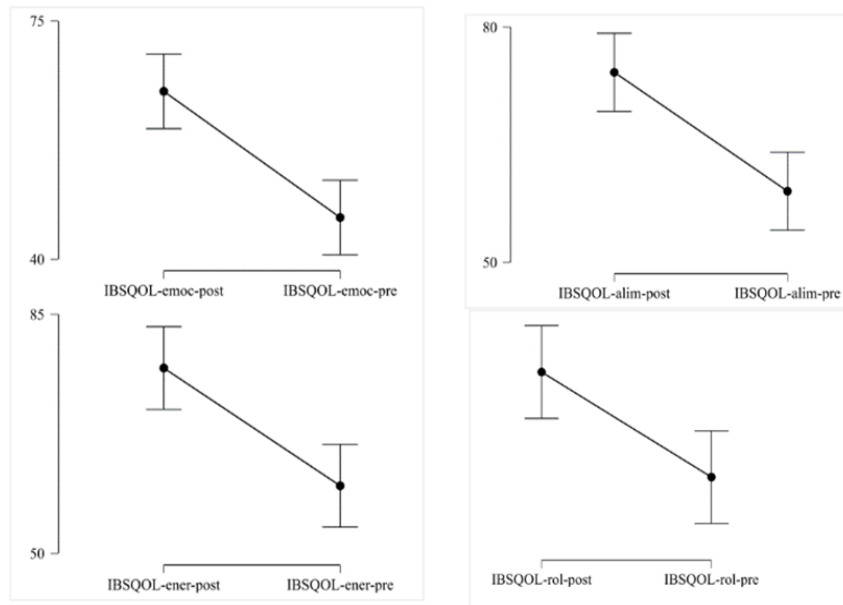 75
40
IBSQOL-emoc-post IBSQOL-emoc-pre
80
50
IBSQOL-alim-post IBSQOL-alim-pre
85
50
IBSQOL-ener-post IBSQOL-ener-pre
IBSQOL-rol-post IBSQOL-rol-pre